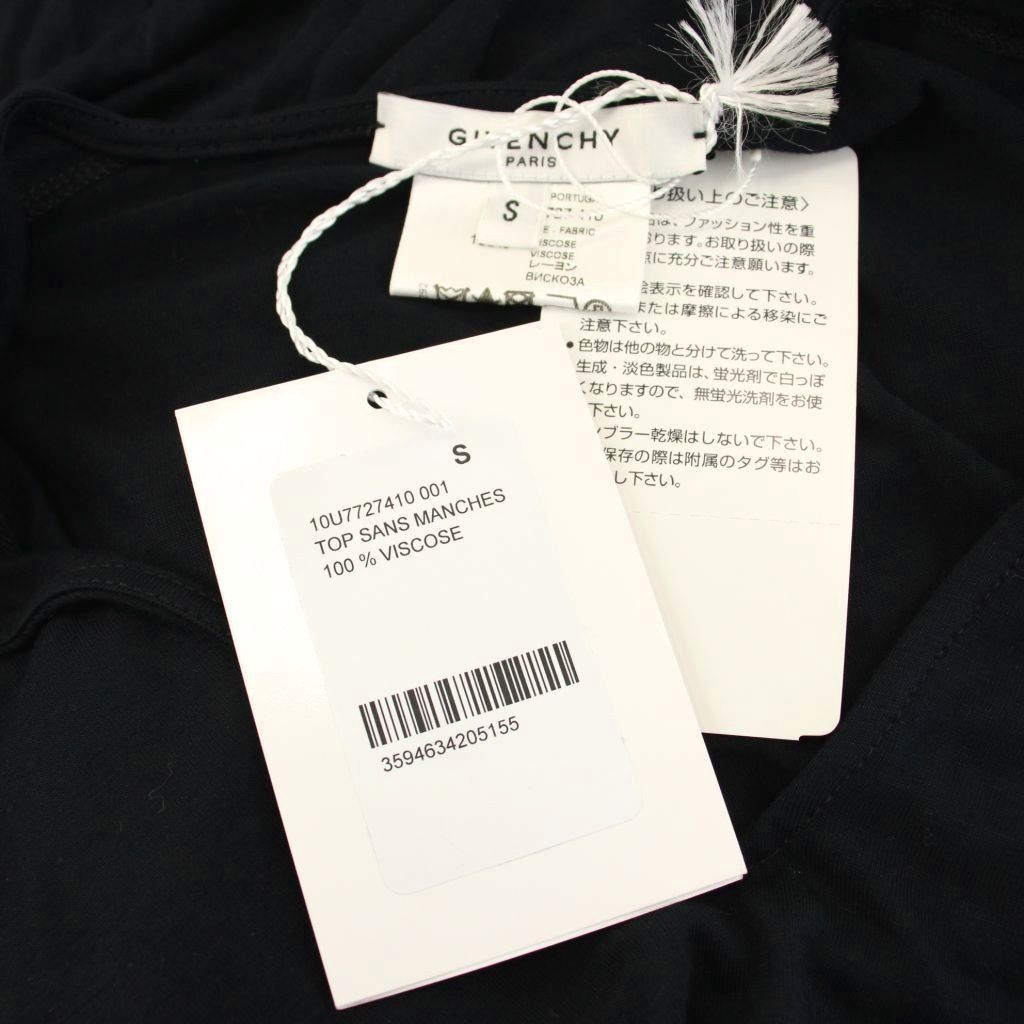 GIVENCHY
PARIS
S
E - FABRIC
VISCOSE
VISCOSE
レーヨン
ВИСКОЗА
り扱い上のご注意〉
は、ファッション性を重
おります。お取り扱いの際
に充分ご注意願います。
絵表示を確認して下さい。
または摩擦による移染にご
注意下さい。
•色物は他の物と分けて洗って下さい。
生成・淡色製品は、蛍光剤で白っぽ
くなりますので、無蛍光洗剤をお使
下さい。
ンブラー乾燥はしないで下さい。
保存の際は附属のタグ等はお
し下さい。
S
10U7727410 001
TOP SANS MANCHES
100 % VISCOSE
3594634205155